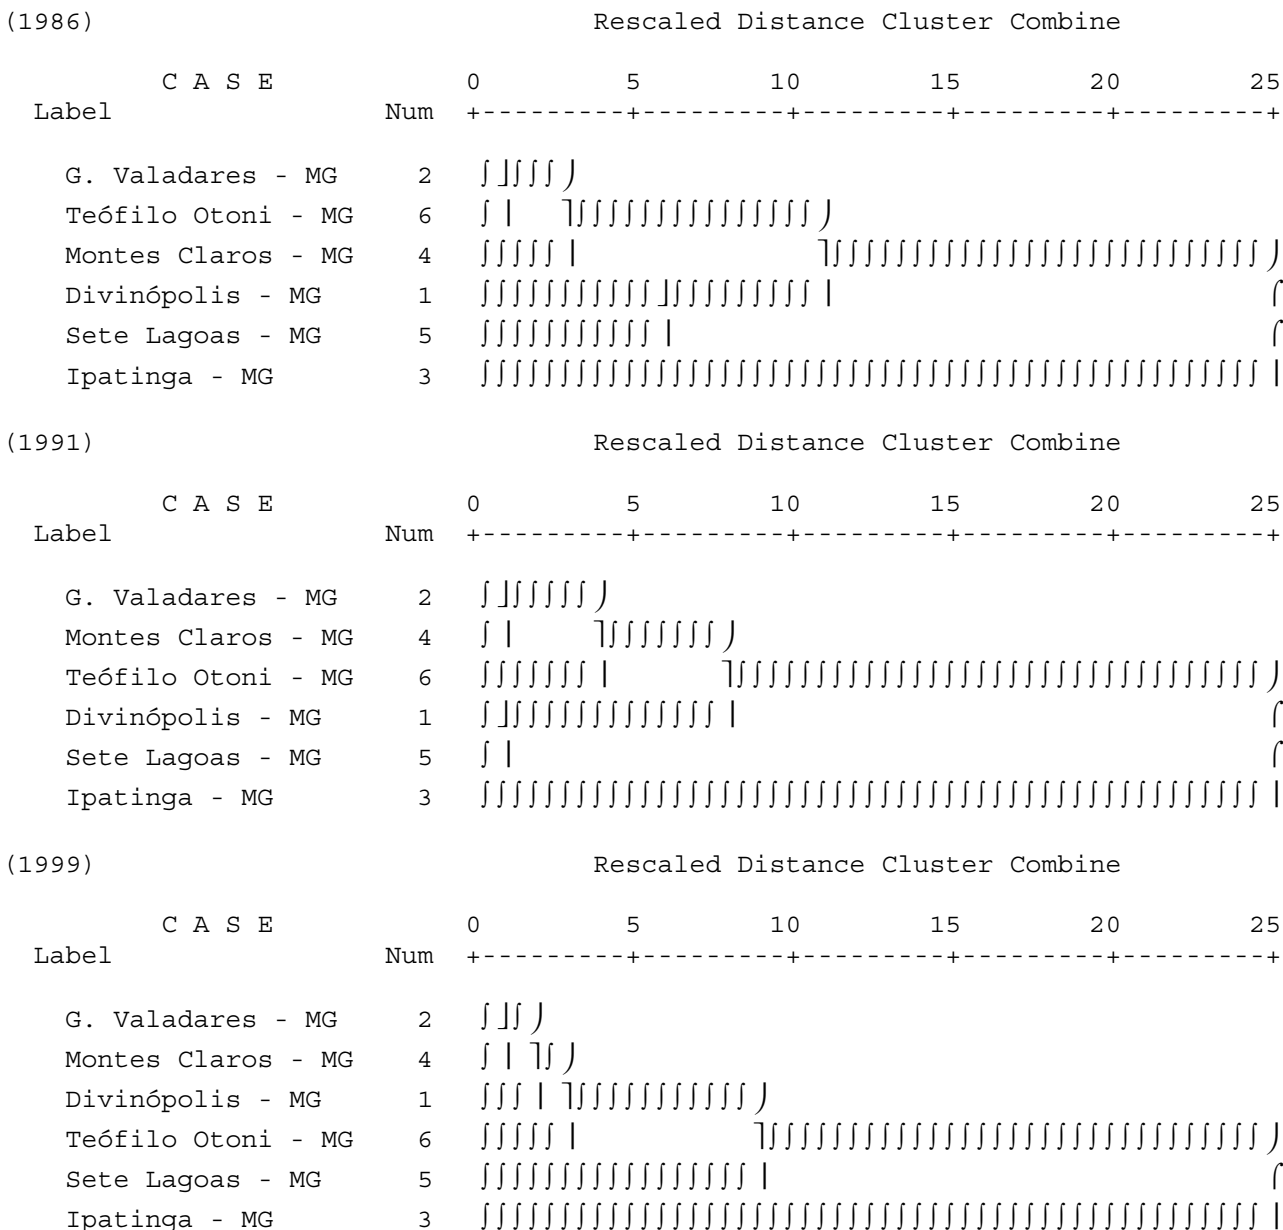 (1986) Rescaled Distance Cluster Combine
C A S E 0 5 10 15 20 25
Label Num +---------+---------+---------+---------+---------+
G. Valadares - MG 2 ∫⌋∫∫∫⌡
Teófilo Otoni - MG 6 ∫⎥ ⌉∫∫∫∫∫∫∫∫∫∫∫∫∫∫∫⌡
Montes Claros - MG 4 ∫∫∫∫∫⎥ ⌉∫∫∫∫∫∫∫∫∫∫∫∫∫∫∫∫∫∫∫∫∫∫∫∫∫∫∫⌡
Divinópolis - MG 1 ∫∫∫∫∫∫∫∫∫∫∫⌋∫∫∫∫∫∫∫∫∫⎥ ⌠
Sete Lagoas - MG 5 ∫∫∫∫∫∫∫∫∫∫∫⎥ ⌠
Ipatinga - MG 3 ∫∫∫∫∫∫∫∫∫∫∫∫∫∫∫∫∫∫∫∫∫∫∫∫∫∫∫∫∫∫∫∫∫∫∫∫∫∫∫∫∫∫∫∫∫∫∫∫∫⎥
(1991) Rescaled Distance Cluster Combine
C A S E 0 5 10 15 20 25
Label Num +---------+---------+---------+---------+---------+
G. Valadares - MG 2 ∫⌋∫∫∫∫∫⌡
Montes Claros - MG 4 ∫⎥ ⌉∫∫∫∫∫∫∫⌡
Teófilo Otoni - MG 6 ∫∫∫∫∫∫∫⎥ ⌉∫∫∫∫∫∫∫∫∫∫∫∫∫∫∫∫∫∫∫∫∫∫∫∫∫∫∫∫∫∫∫∫∫⌡
Divinópolis - MG 1 ∫⌋∫∫∫∫∫∫∫∫∫∫∫∫∫⎥ ⌠
Sete Lagoas - MG 5 ∫⎥ ⌠
Ipatinga - MG 3 ∫∫∫∫∫∫∫∫∫∫∫∫∫∫∫∫∫∫∫∫∫∫∫∫∫∫∫∫∫∫∫∫∫∫∫∫∫∫∫∫∫∫∫∫∫∫∫∫∫⎥
(1999) Rescaled Distance Cluster Combine
C A S E 0 5 10 15 20 25
Label Num +---------+---------+---------+---------+---------+
G. Valadares - MG 2 ∫⌋∫⌡
Montes Claros - MG 4 ∫⎥⌉∫⌡
Divinópolis - MG 1 ∫∫∫⎥⌉∫∫∫∫∫∫∫∫∫∫∫⌡
Teófilo Otoni - MG 6 ∫∫∫∫∫⎥ ⌉∫∫∫∫∫∫∫∫∫∫∫∫∫∫∫∫∫∫∫∫∫∫∫∫∫∫∫∫∫∫∫⌡
Sete Lagoas - MG 5 ∫∫∫∫∫∫∫∫∫∫∫∫∫∫∫∫∫⎥ ⌠
Ipatinga - MG 3 ∫∫∫∫∫∫∫∫∫∫∫∫∫∫∫∫∫∫∫∫∫∫∫∫∫∫∫∫∫∫∫∫∫∫∫∫∫∫∫∫∫∫∫∫∫∫∫∫∫⎥